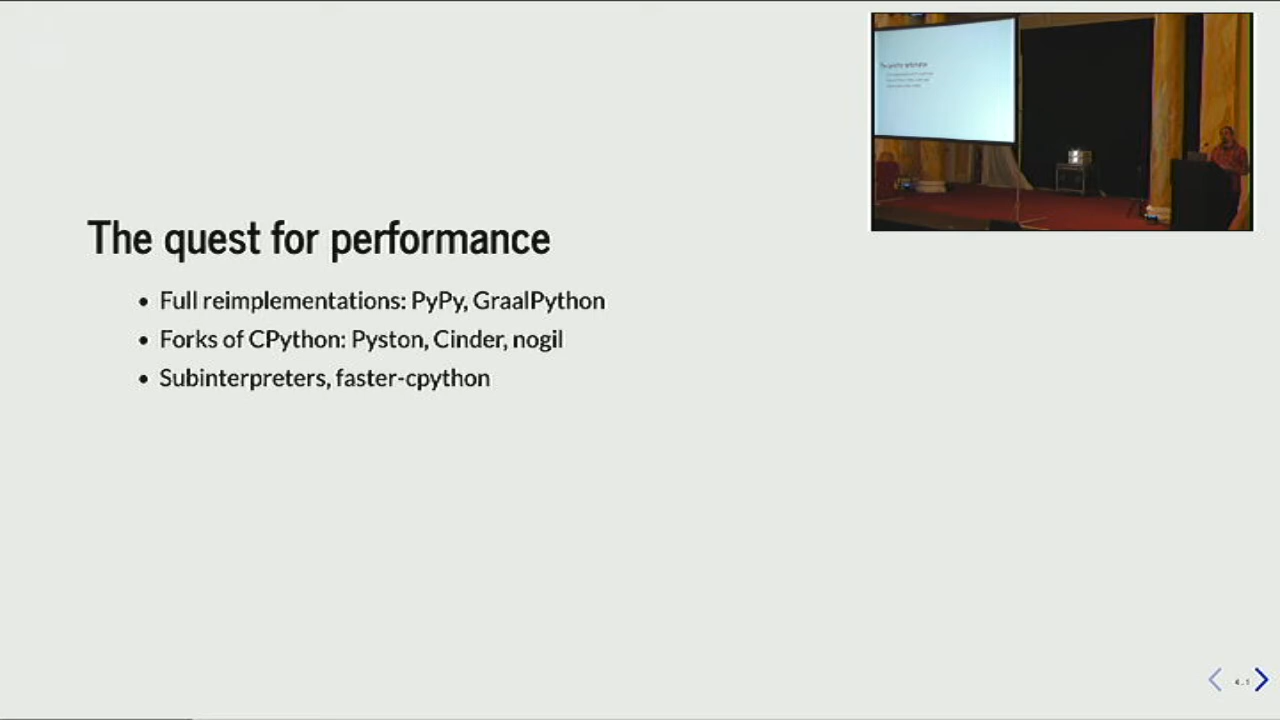 The quest for performance
Full reimplementations: PyPy, GraalPython
Forks of CPython: Pyston, Cinder, nogil
Subinterpreters, faster-cpython